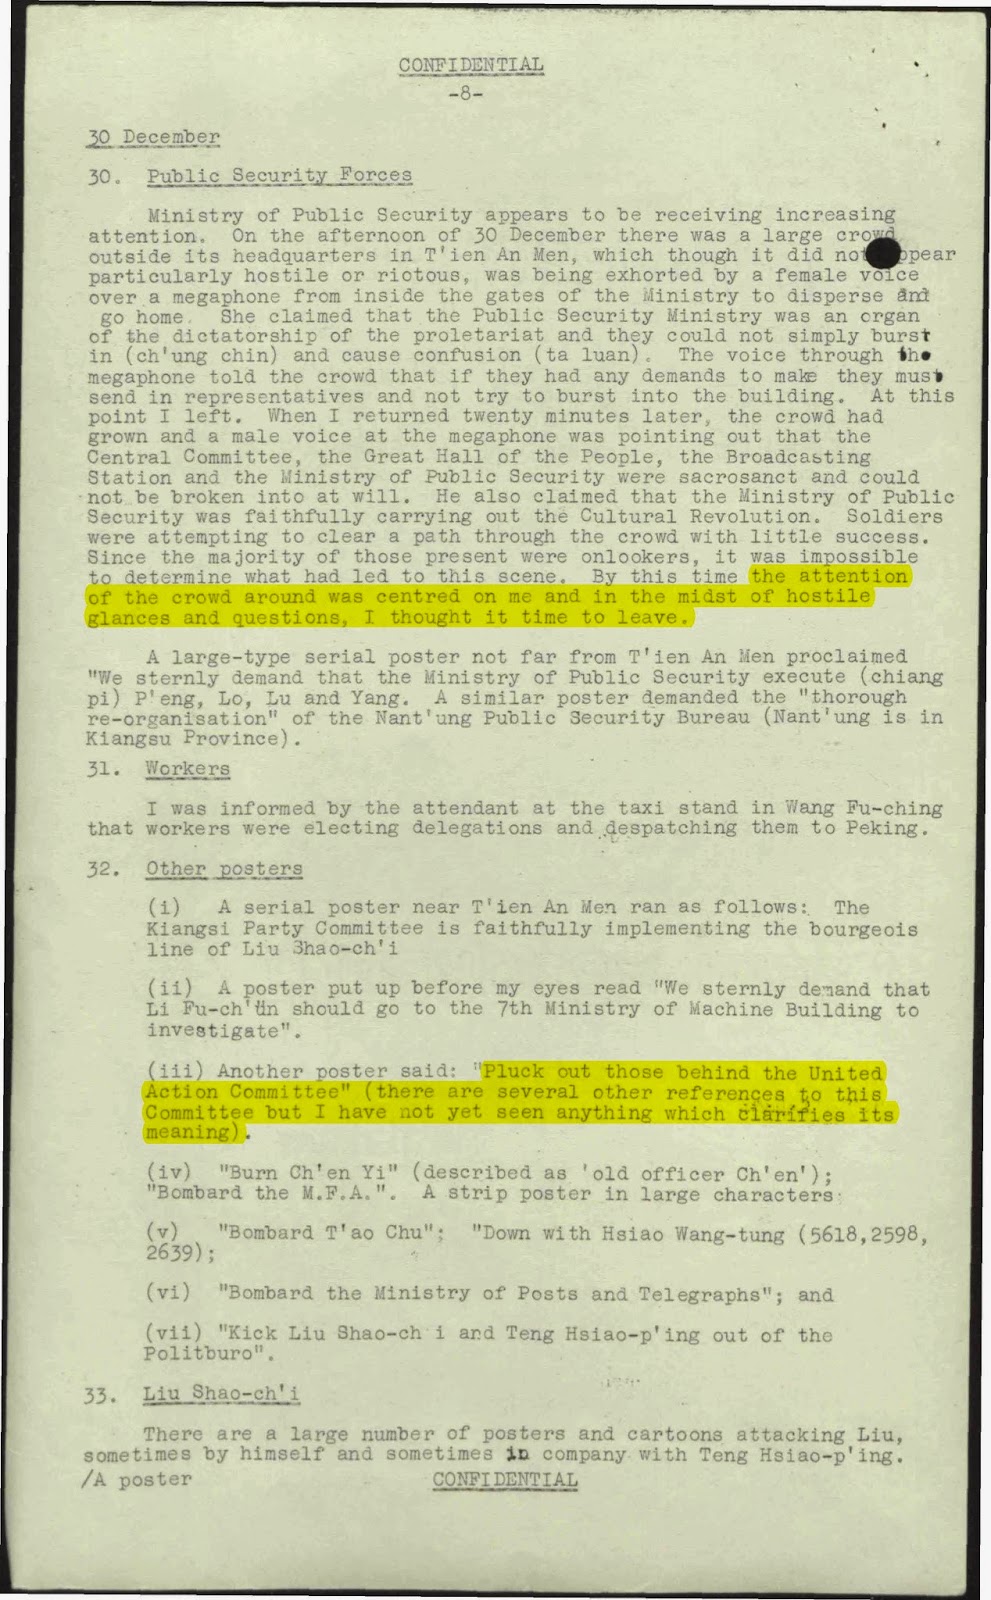 CONFIDENTIAL
-8-
30 December
30. Public Security Forces
Ministry of Public Security appears to be receiving increasing
attention. On the afternoon of 30 December there was a large crowd
outside its headquarters in T'ien An Men, which though it did not appear
particularly hostile or riotous, was being exhorted by a female voice
over a megaphone from inside the gates of the Ministry to disperse and
go home. She claimed that the Public Security Ministry was an organ
of the dictatorship of the proletariat and they could not simply burst
in (ch'ung chin) and cause confusion (ta luan). The voice through the
megaphone told the crowd that if they had any demands to make they must
send in representatives and not try to burst into the building. At this
point I left. When I returned twenty minutes later, the crowd had
grown and a male voice at the megaphone was pointing out that the
Central Committee, the Great Hall of the People, the Broadcasting
Station and the Ministry of Public Security were sacrosanct and could
not be broken into at will. He also claimed that the Ministry of Public
Security was faithfully carrying out the Cultural Revolution. Soldiers
were attempting to clear a path through the crowd with little success.
Since the majority of those present were onlookers, it was impossible
to determine what had led to this scene. By this time the attention
of the crowd around was centred on me and in the midst of hostile
glances and questions, I thought it time to leave.
A large-type serial poster not far from T'ien An Men proclaimed
"We sternly demand that the Ministry of Public Security execute (chiang
pi) P'eng, Lo, Lu and Yang. A similar poster demanded the "thorough
re-organisation" of the Nant'ung Public Security Bureau (Nant'ung is in
Kiangsu Province).
31. Workers
I was informed by the attendant at the taxi stand in Wang Fu-ching
that workers were electing delegations and despatching them to Peking.
32. Other posters
(i) A serial poster near T'ien An Men ran as follows: The
Kiangsi Party Committee is faithfully implementing the bourgeois
line of Liu Shao-ch'i
(ii) A poster put up before my eyes read "We sternly demand that
Li Fu-ch'ün should go to the 7th Ministry of Machine Building to
investigate".
(iii) Another poster said: "Pluck out those behind the United
Action Committee" (there are several other references to this
Committee but I have not yet seen anything which clarifies its
meaning).
(iv) "Burn Ch'en Yi" (described as 'old officer Ch'en');
"Bombard the M.F.A.". A strip poster in large characters
(v) "Bombard T'ao Chu"; "Down with Hsiao Wang-tung (5618,2598,
2639);
(vi) "Bombard the Ministry of Posts and Telegraphs"; and
(vii) "Kick Liu Shao-ch'i and Teng Hsiao-p'ing out of the
Politburo".
33. Liu Shao-ch'i
There are a large number of posters and cartoons attacking Liu,
sometimes by himself and sometimes in company with Teng Hsiao-p'ing.
/A poster CONFIDENTIAL